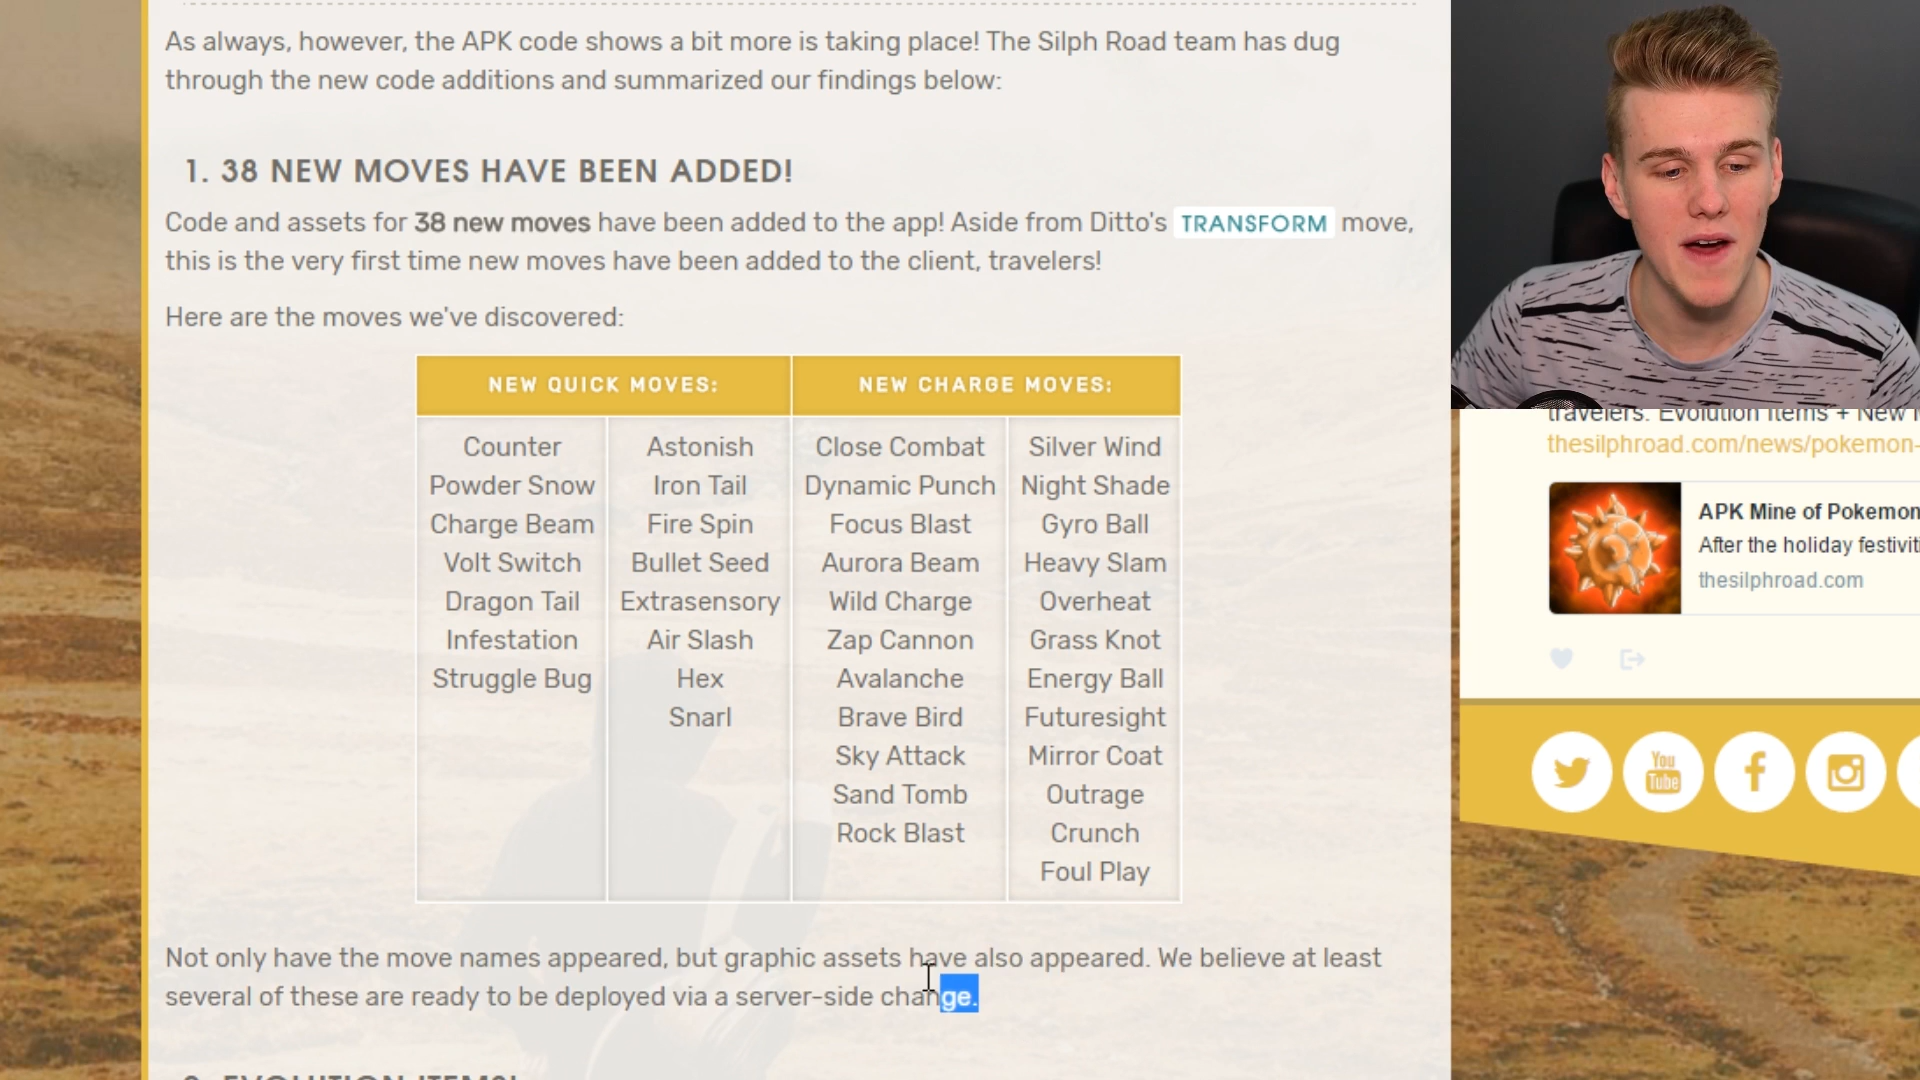 As always, however, the APK code shows a bit more is taking place! The Silph Road team has dug
through the new code additions and summarized our findings below:
1. 38 NEW MOVES HAVE BEEN ADDED!
Code and assets for 38 new moves have been added to the app! Aside from Ditto's TRANSFORM move,
this is the very first time new moves have been added to the client, travelers!
Here are the moves we've discovered:
NEW QUICK MOVES:
NEW CHARGE MOVES:
Counter
Powder Snow
Charge Beam
Volt Switch
Dragon Tail
Infestation
Struggle Bug
Astonish
Iron Tail
Fire Spin
Bullet Seed
Extrasensory
Air Slash
Hex
Snarl
Close Combat
Dynamic Punch
Focus Blast
Aurora Beam
Wild Charge
Zap Cannon
Avalanche
Brave Bird
Sky Attack
Sand Tomb
Rock Blast
Silver Wind
Night Shade
Gyro Ball
Heavy Slam
Overheat
Grass Knot
Energy Ball
Futuresight
Mirror Coat
Outrage
Crunch
Foul Play
Not only have the move names appeared, but graphic assets have also appeared. We believe at least
several of these are ready to be deployed via a server-side change.
2. EVOLUTION ITEMS!
travelers. Evolution Items + New
thesilphroad.com/news/pokemon-
APK Mine of Pokemon
After the holiday festiviti
thesilphroad.com
You
Tube